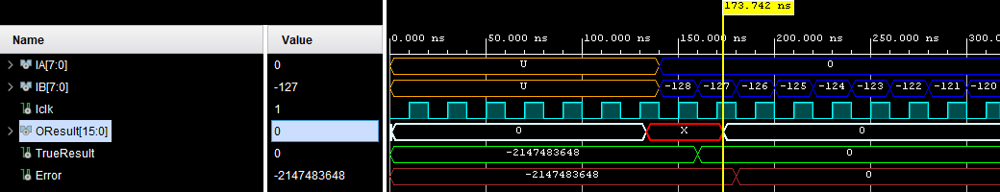 173.742 ns
Name Value
0.000 ns 50.000 ns 100.000 ns 150.000 ns 200.000 ns 250.000 ns 300.
IA[7:0] 0 U 0
IB[7:0] -127 U -128 -127 -126 -125 -124 -123 -122 -121 -120
Iclk 1
OResult[15:0] 0 0 X 0
TrueResult 0 -2147483648 0
Error -2147483648 -2147483648 0